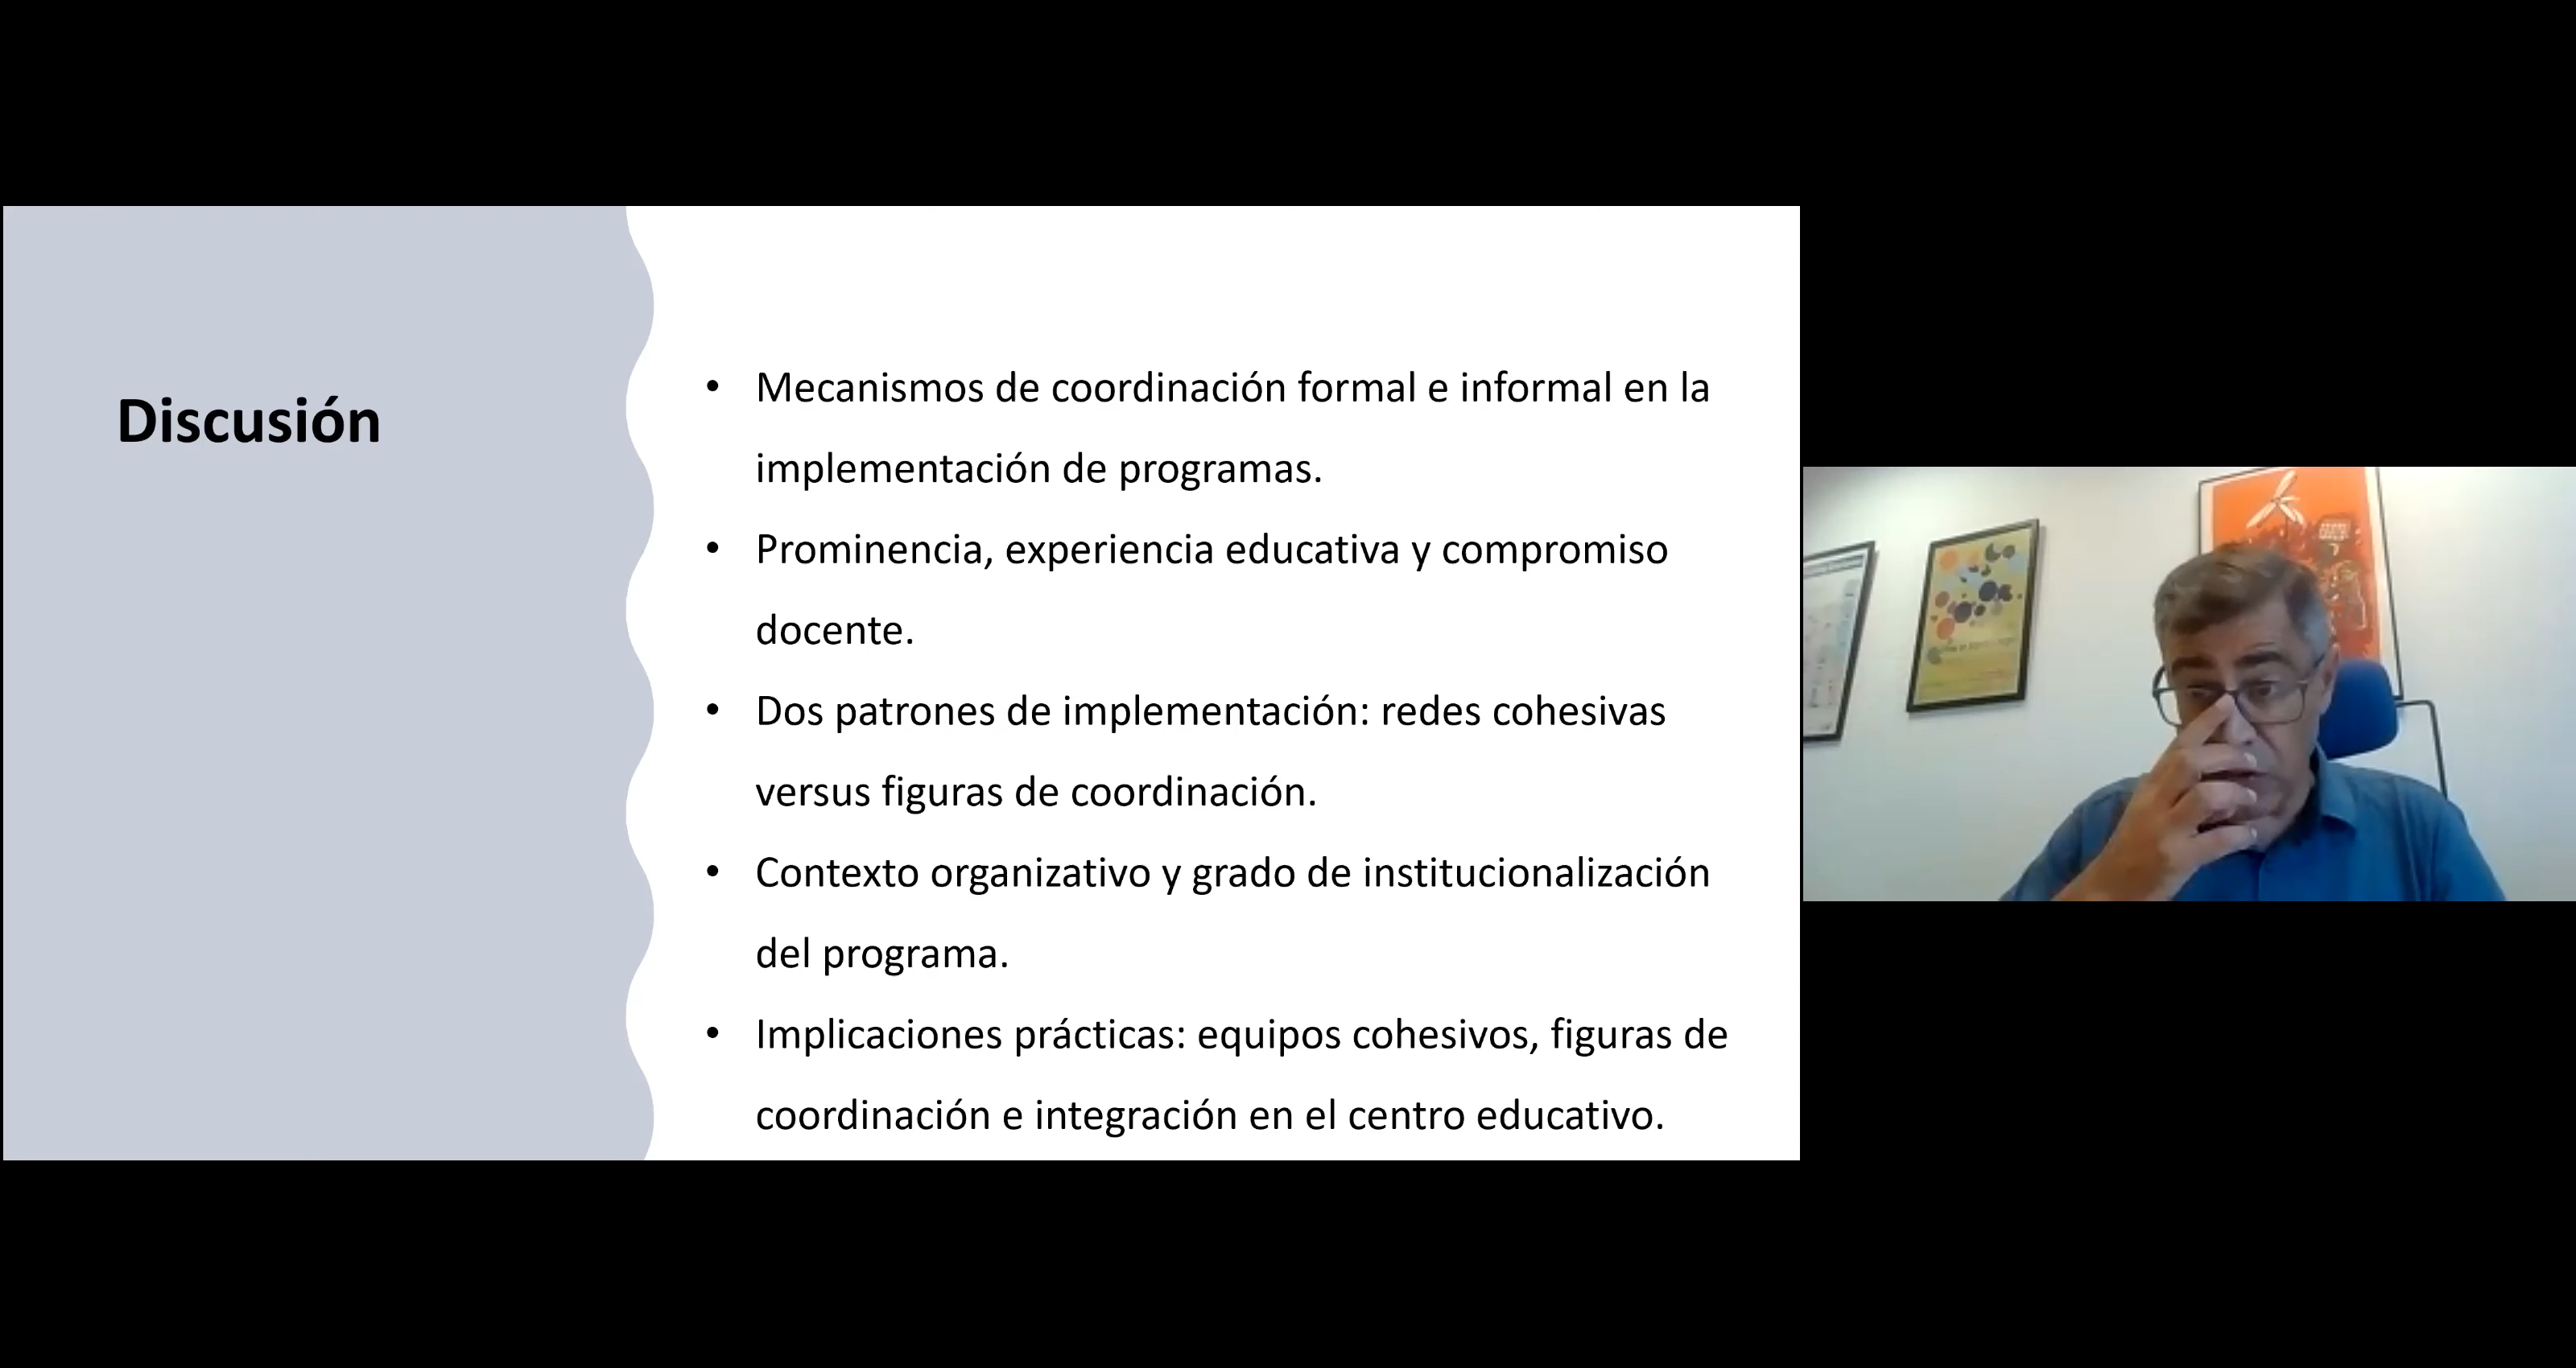 Discusión
• Mecanismos de coordinación formal e informal en la
implementación de programas.
• Prominencia, experiencia educativa y compromiso
docente.
• Dos patrones de implementación: redes cohesivas
versus figuras de coordinación.
• Contexto organizativo y grado de institucionalización
del programa.
• Implicaciones prácticas: equipos cohesivos, figuras de
coordinación e integración en el centro educativo.